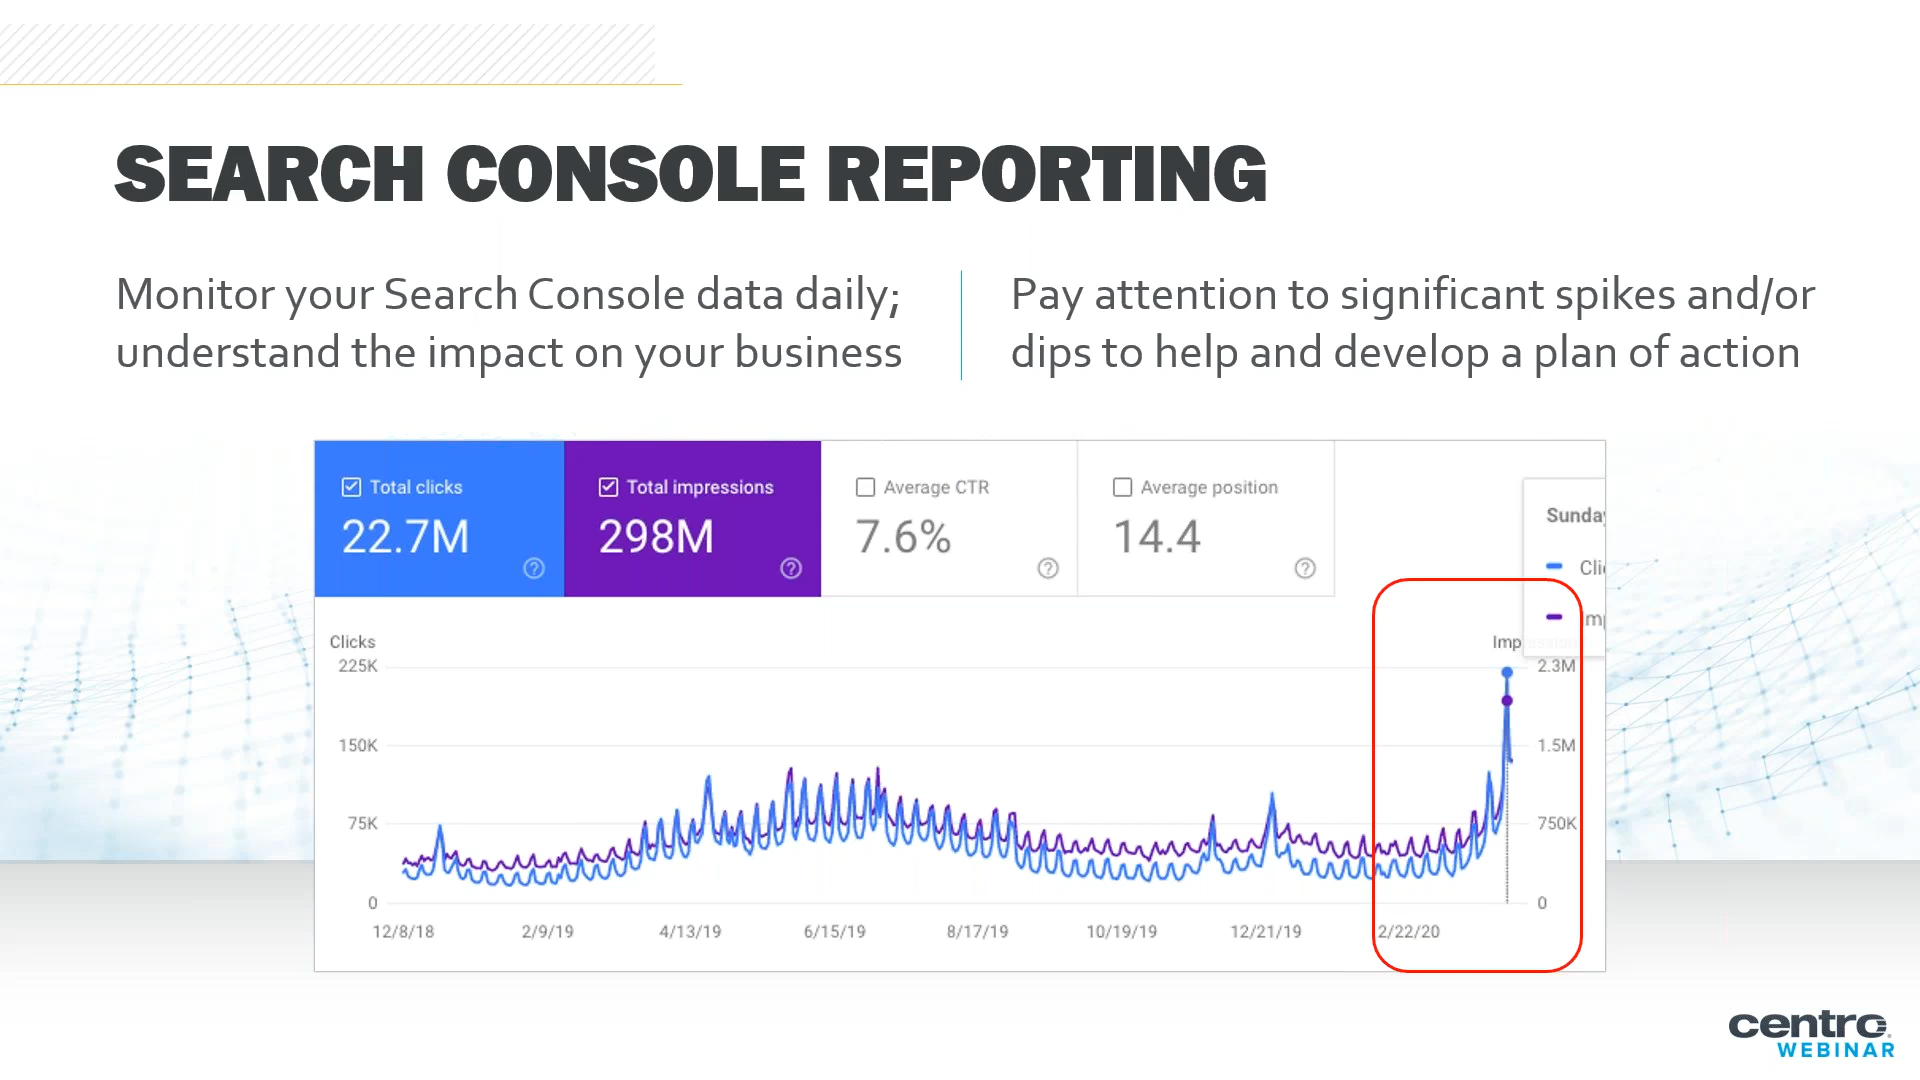 SEARCH CONSOLE REPORTING
Monitor your Search Console data daily;
understand the impact on your business
Pay attention to significant spikes and/or
dips to help and develop a plan of action
Total clicks
22.7M
Total impressions
298M
Average CTR
7.6%
Average position
14.4
Sunday
Cli
Imp
Clicks
Imp
225K
2.3M
150K
1.5M
75K
750K
0
0
12/8/18
2/9/19
4/13/19
6/15/19
8/17/19
10/19/19
12/21/19
2/22/20
centro
WEBINAR